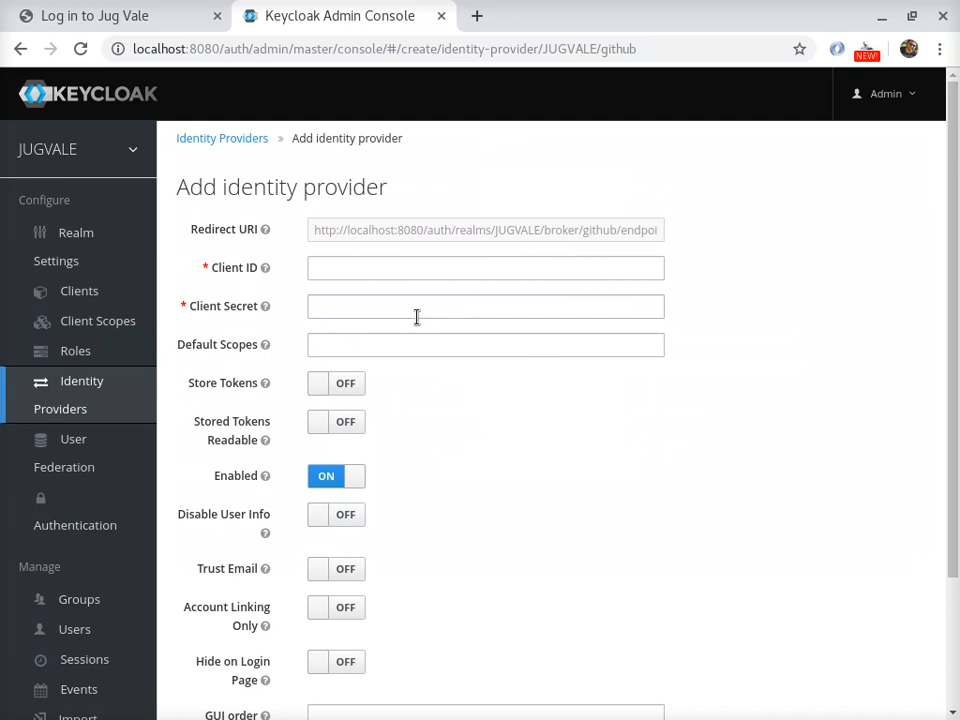 Log in to Jug Vale
Keycloak Admin Console
localhost:8080/auth/admin/master/console/#/create/identity-provider/JUGVALE/github
NEW!
KEYCLOAK
Admin
JUGVALE
Configure
Realm
Settings
Clients
Client Scopes
Roles
Identity
Providers
User
Federation
Authentication
Manage
Groups
Users
Sessions
Events
Import
Identity Providers » Add identity provider
Add identity provider
Redirect URI
http://localhost:8080/auth/realms/JUGVALE/broker/github/endpoi
* Client ID
* Client Secret
Default Scopes
Store Tokens OFF
Stored Tokens
Readable OFF
Enabled ON
Disable User Info OFF
Trust Email OFF
Account Linking
Only OFF
Hide on Login
Page OFF
GUI order